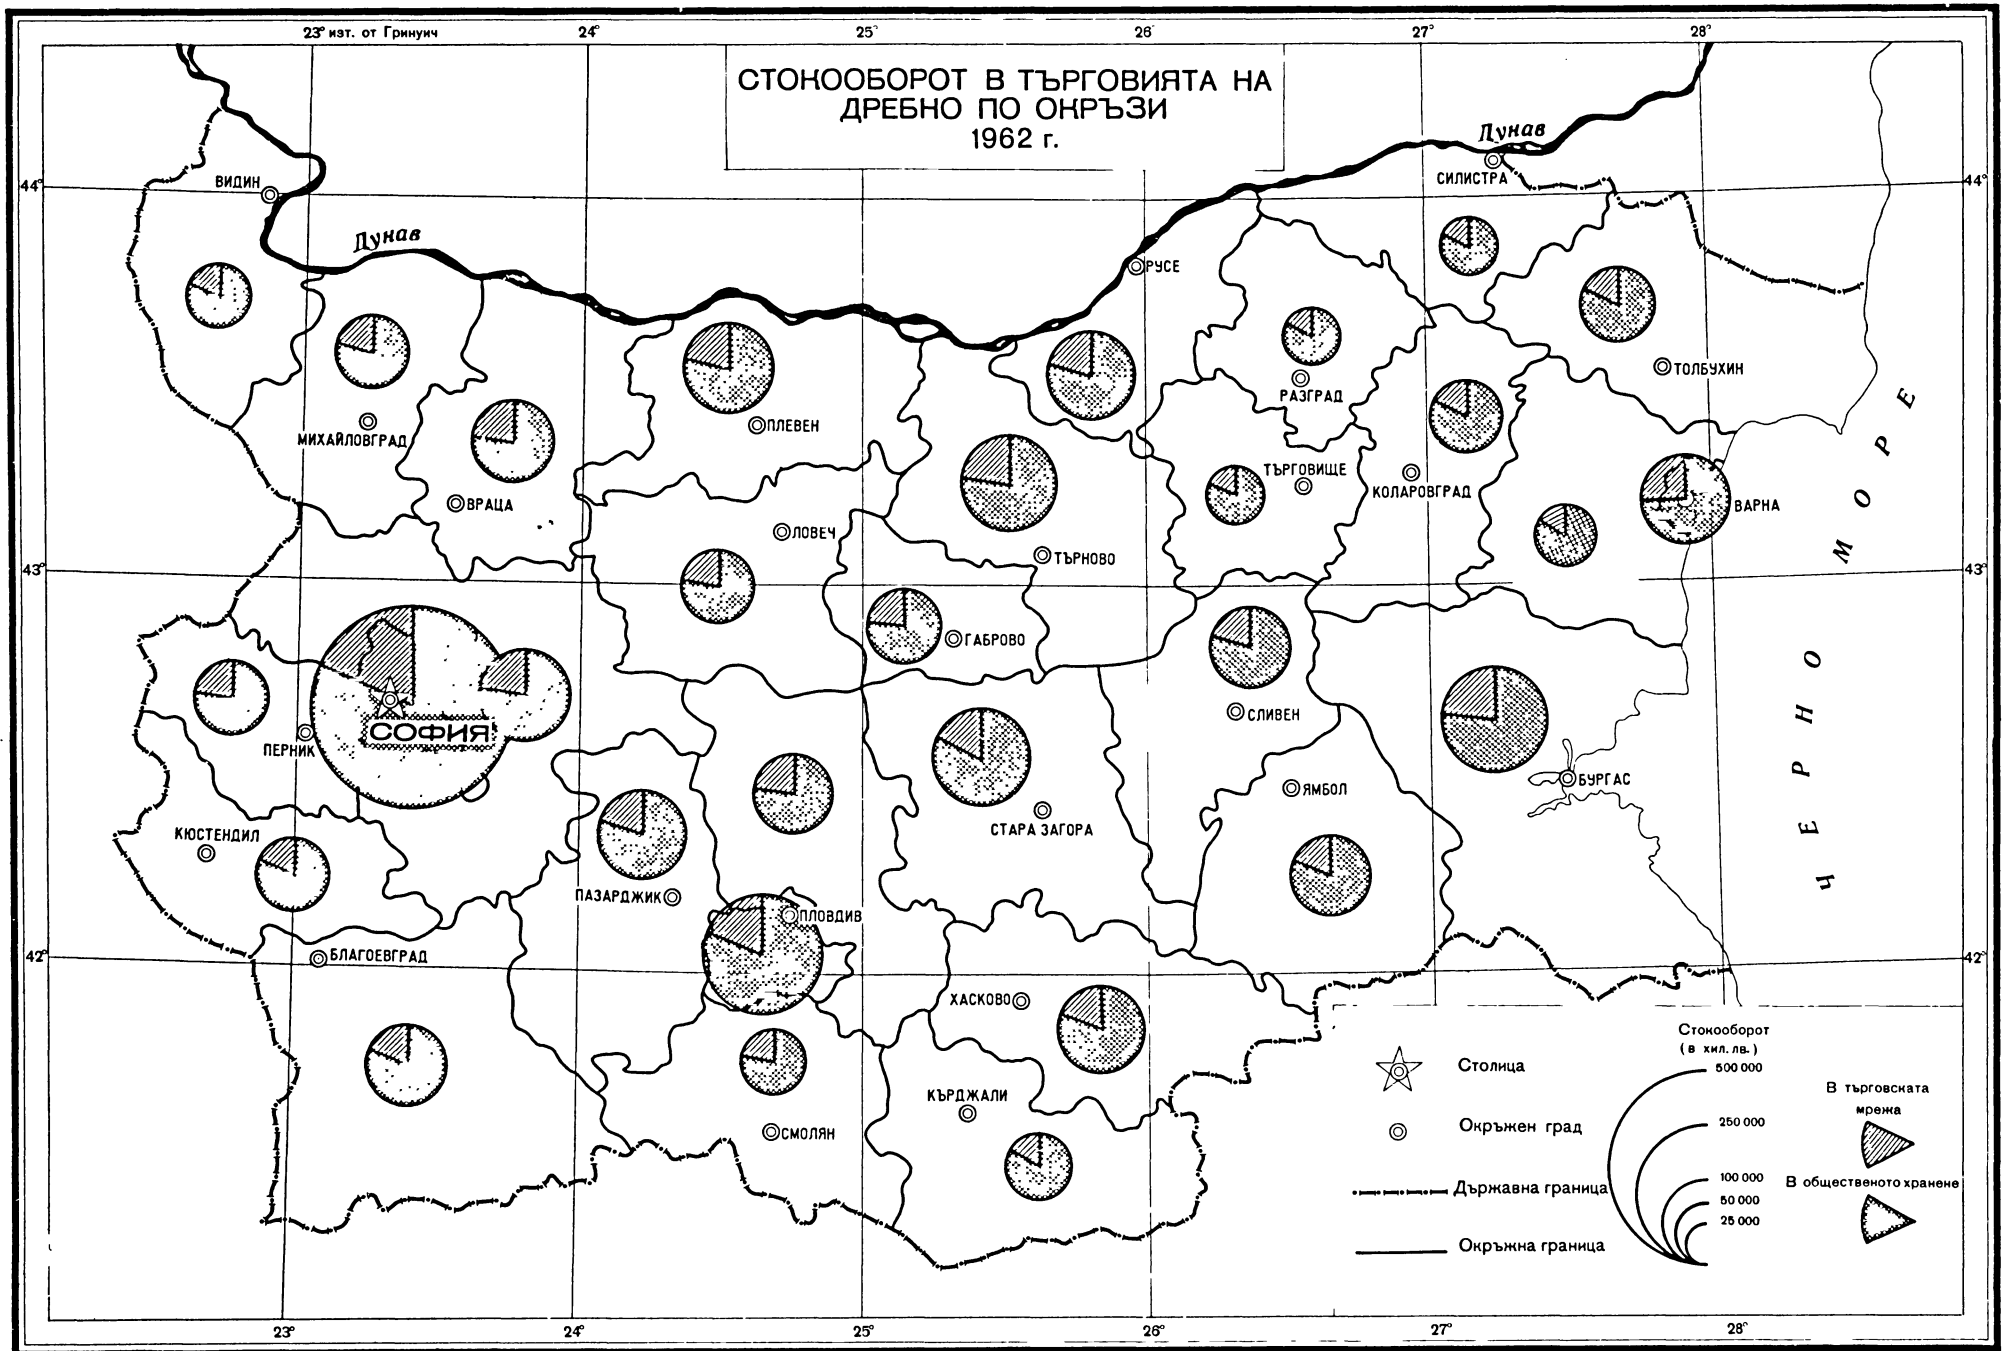 23° изт. от Гринуич
24°
25°
26°
27°
28°
СТОКООБОРОТ В ТЪРГОВИЯТА НА
ДРЕБНО ПО ОКРЪЗИ
1962 г.
Дунав
СИЛИСТРА
44°
44°
ВИДИН
Дунав
РУСЕ
ТОЛБУХИН
РАЗГРАД
МИХАЙЛОВГРАД
ПЛЕВЕН
ВРАЦА
ТЪРГОВИЩЕ
КОЛАРОВГРАД
ВАРНА
ЛОВЕЧ
ТЪРНОВО
43°
43°
ГАБРОВО
ЧЕРНО МОРЕ
СОФИЯ
ПЕРНИК
СЛИВЕН
БУРГАС
ЯМБОЛ
КЮСТЕНДИЛ
СТАРА ЗАГОРА
ПАЗАРДЖИК
ПЛОВДИВ
42°
42°
БЛАГОЕВГРАД
ХАСКОВО
КЪРДЖАЛИ
СМОЛЯН
Столица
Окръжен град
Държавна граница
Окръжна граница
Стокооборот
(в хил. лв.)
500 000
250 000
100 000
50 000
25 000
В търговската
мрежа
В общественото хранене
23°
24°
25°
26°
27°
28°